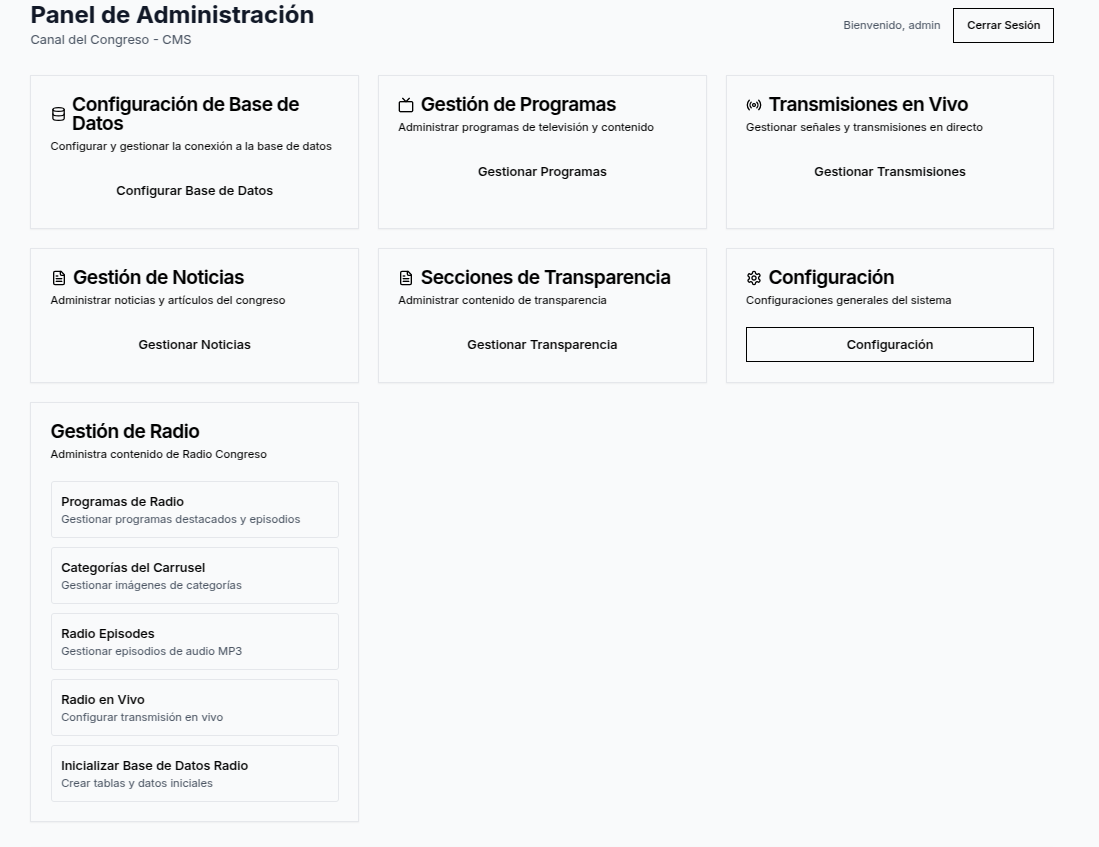 Panel de Administración
Canal del Congreso - CMS
Bienvenido, admin
Cerrar Sesión
Configuración de Base de
Datos
Configurar y gestionar la conexión a la base de datos
Configurar Base de Datos
Gestión de Programas
Administrar programas de televisión y contenido
Gestionar Programas
Transmisiones en Vivo
Gestionar señales y transmisiones en directo
Gestionar Transmisiones
Gestión de Noticias
Administrar noticias y artículos del congreso
Gestionar Noticias
Secciones de Transparencia
Administrar contenido de transparencia
Gestionar Transparencia
Configuración
Configuraciones generales del sistema
Configuración
Gestión de Radio
Administra contenido de Radio Congreso
Programas de Radio
Gestionar programas destacados y episodios
Categorías del Carrusel
Gestionar imágenes de categorías
Radio Episodes
Gestionar episodios de audio MP3
Radio en Vivo
Configurar transmisión en vivo
Inicializar Base de Datos Radio
Crear tablas y datos iniciales